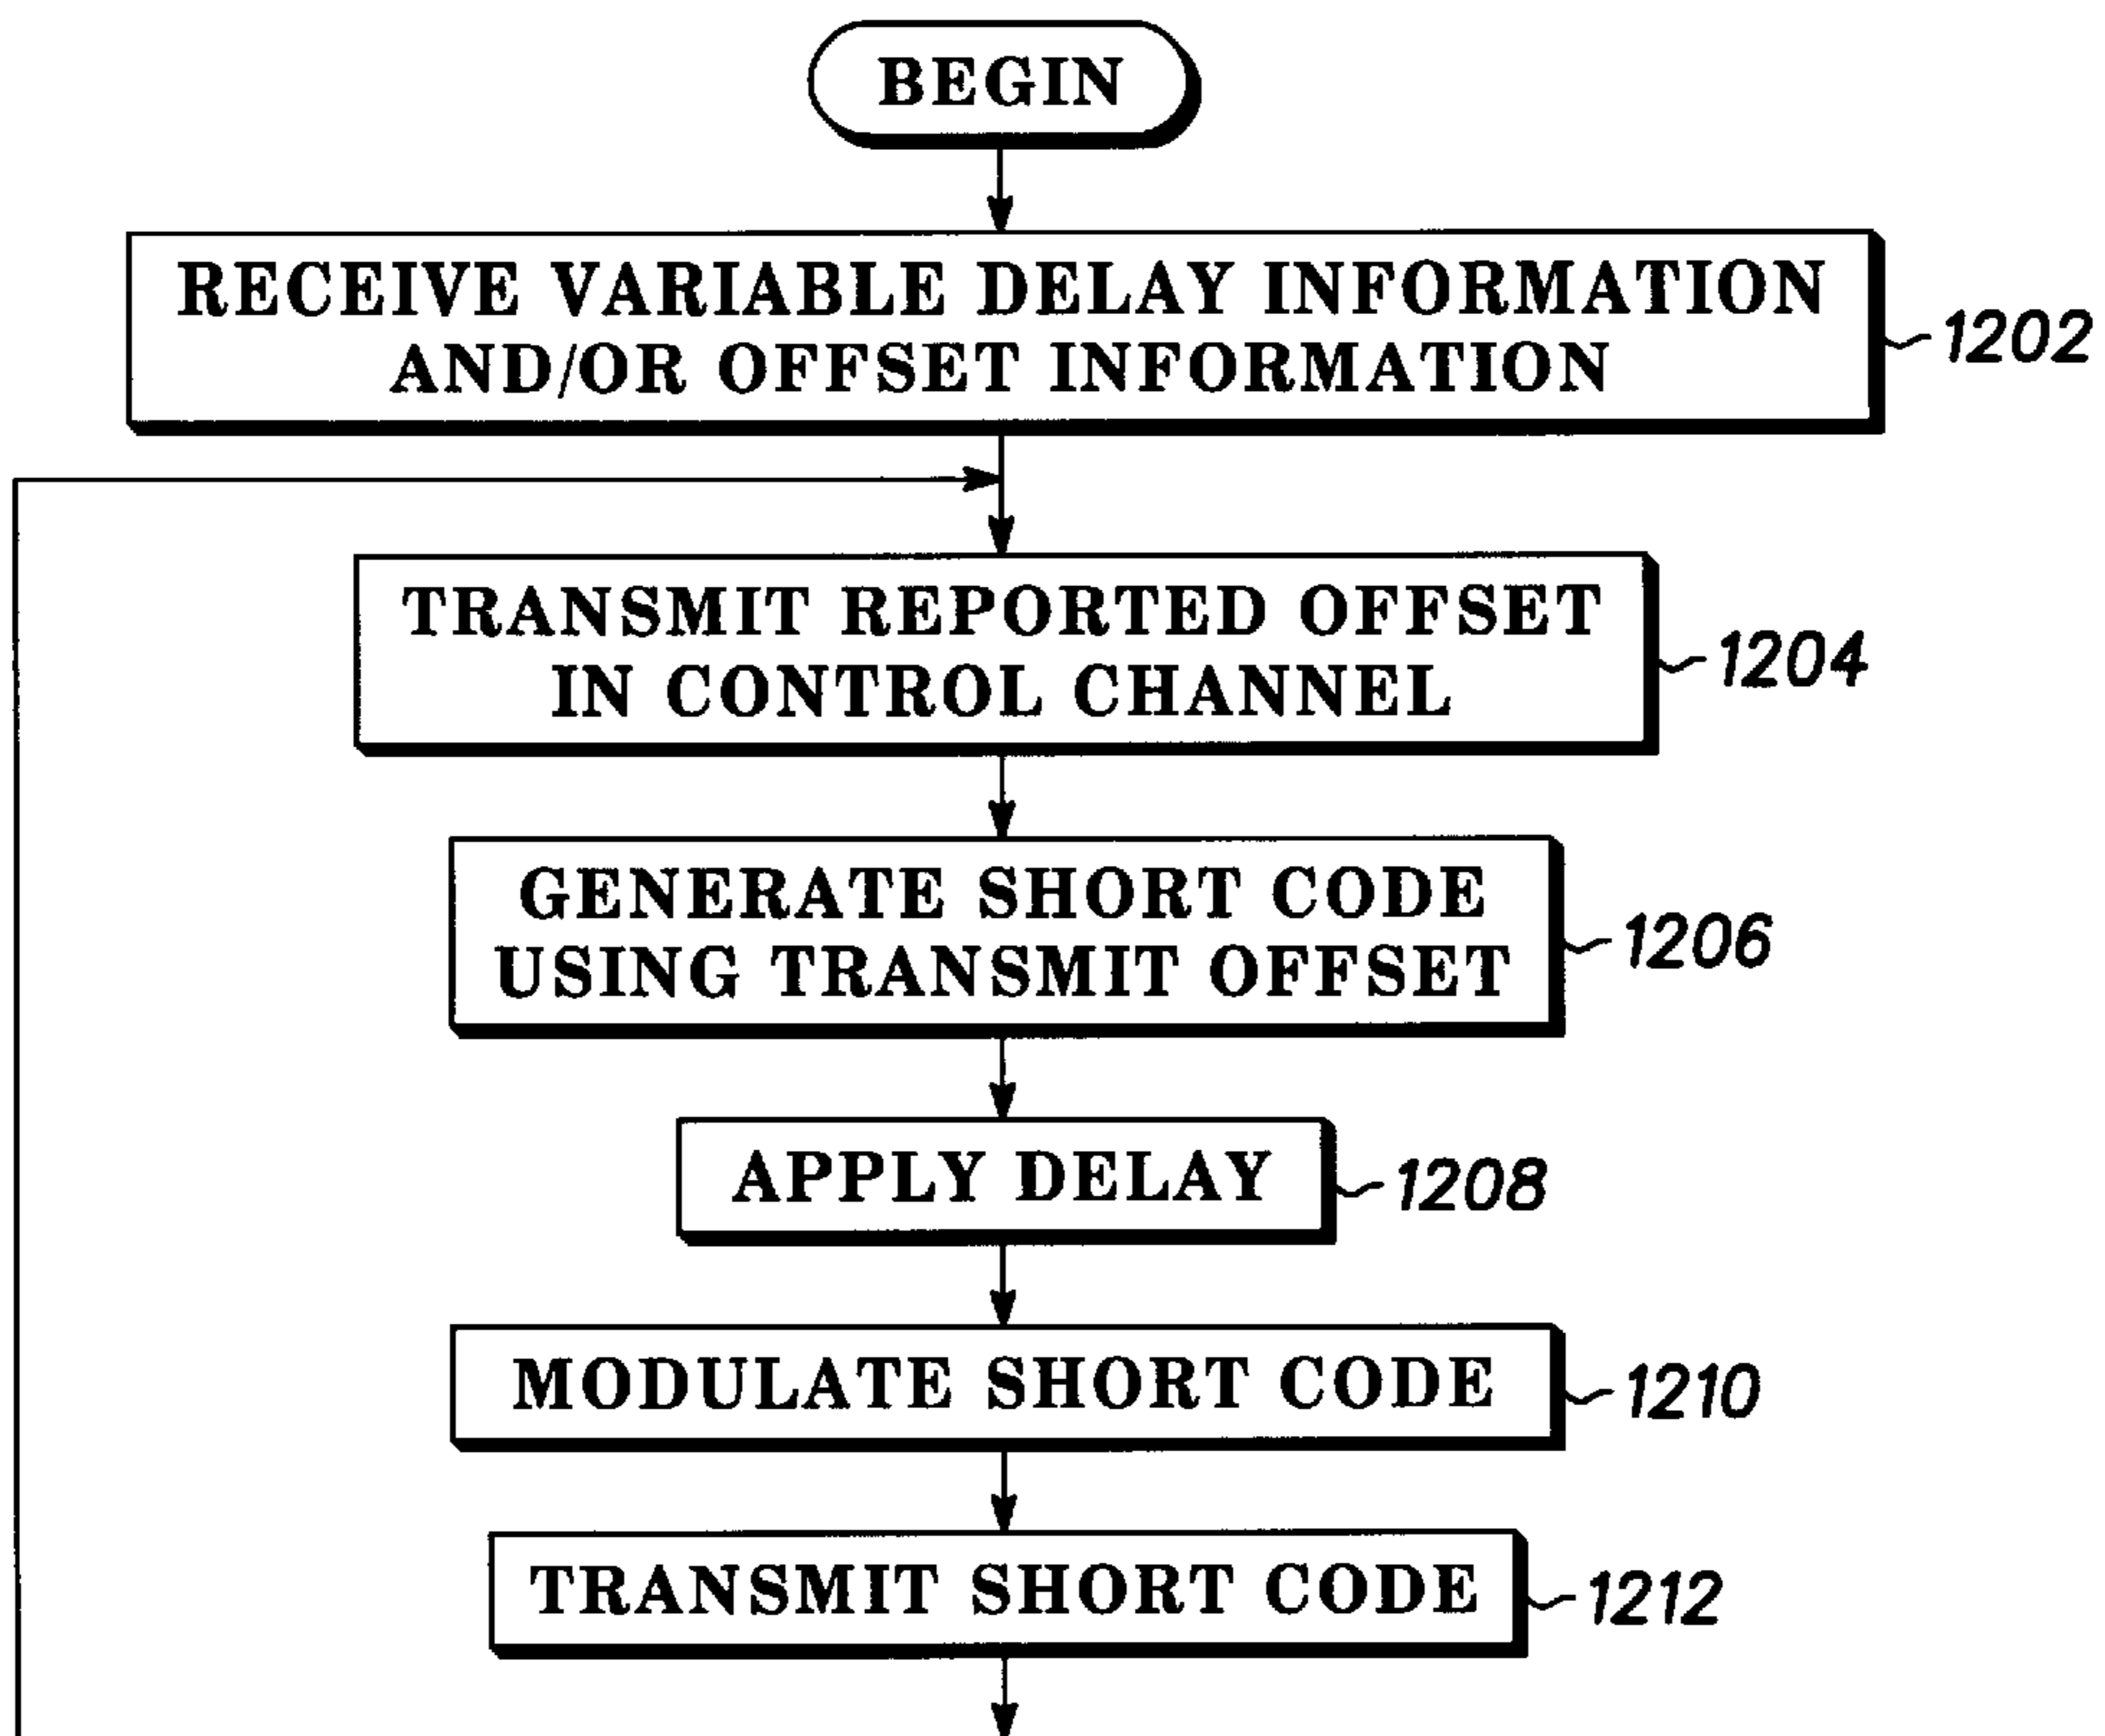 BEGIN
RECEIVE VARIABLE DELAY INFORMATION
AND/OR OFFSET INFORMATION
1202
TRANSMIT REPORTED OFFSET
IN CONTROL CHANNEL
1204
GENERATE SHORT CODE
USING TRANSMIT OFFSET
1206
APPLY DELAY
1208
MODULATE SHORT CODE
1210
TRANSMIT SHORT CODE
1212